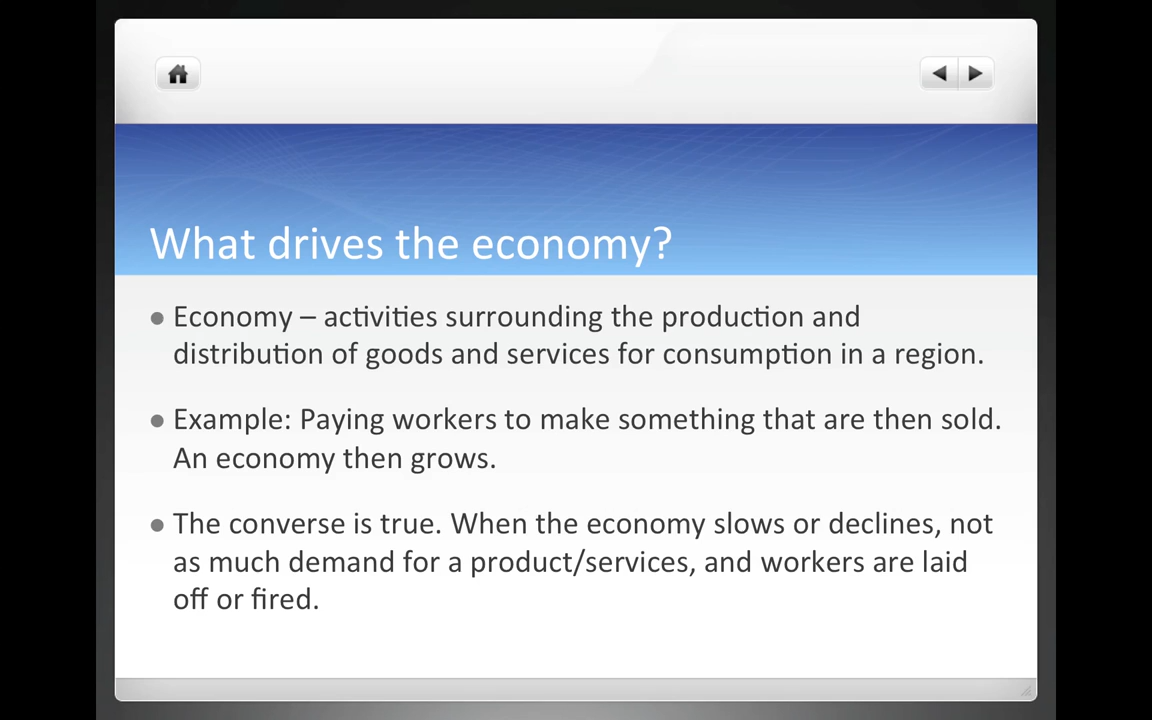 What drives the economy?
Economy – activities surrounding the production and
distribution of goods and services for consumption in a region.
Example: Paying workers to make something that are then sold.
An economy then grows.
The converse is true. When the economy slows or declines, not
as much demand for a product/services, and workers are laid
off or fired.